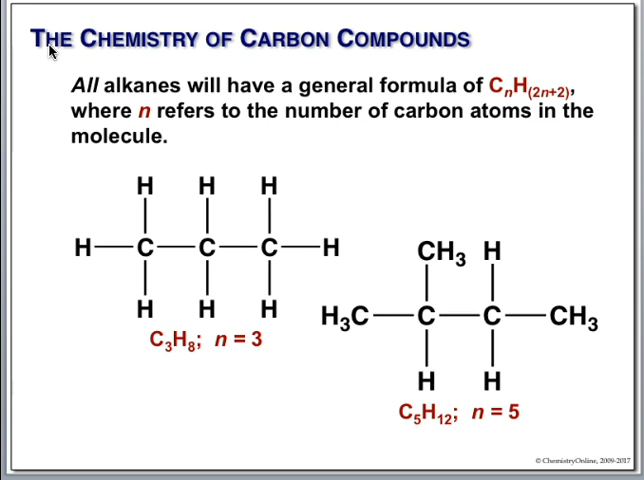 THE CHEMISTRY OF CARBON COMPOUNDS
All alkanes will have a general formula of CₙH₍₂ₙ₊₂₎,
where n refers to the number of carbon atoms in the
molecule.
H H H
H C C C H
H H H
C₃H₈; n = 3
CH₃ H
H₃C C C CH₃
H H
C₅H₁₂; n = 5
© ChemistryOnline, 2009-2017